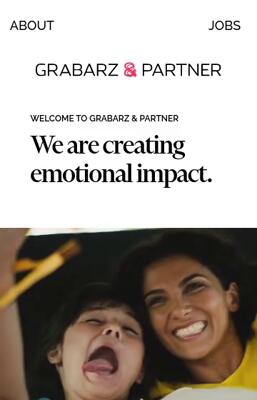 ABOUT JOBS
GRABARZ & PARTNER
WELCOME TO GRABARZ & PARTNER
We are creating
emotional impact.